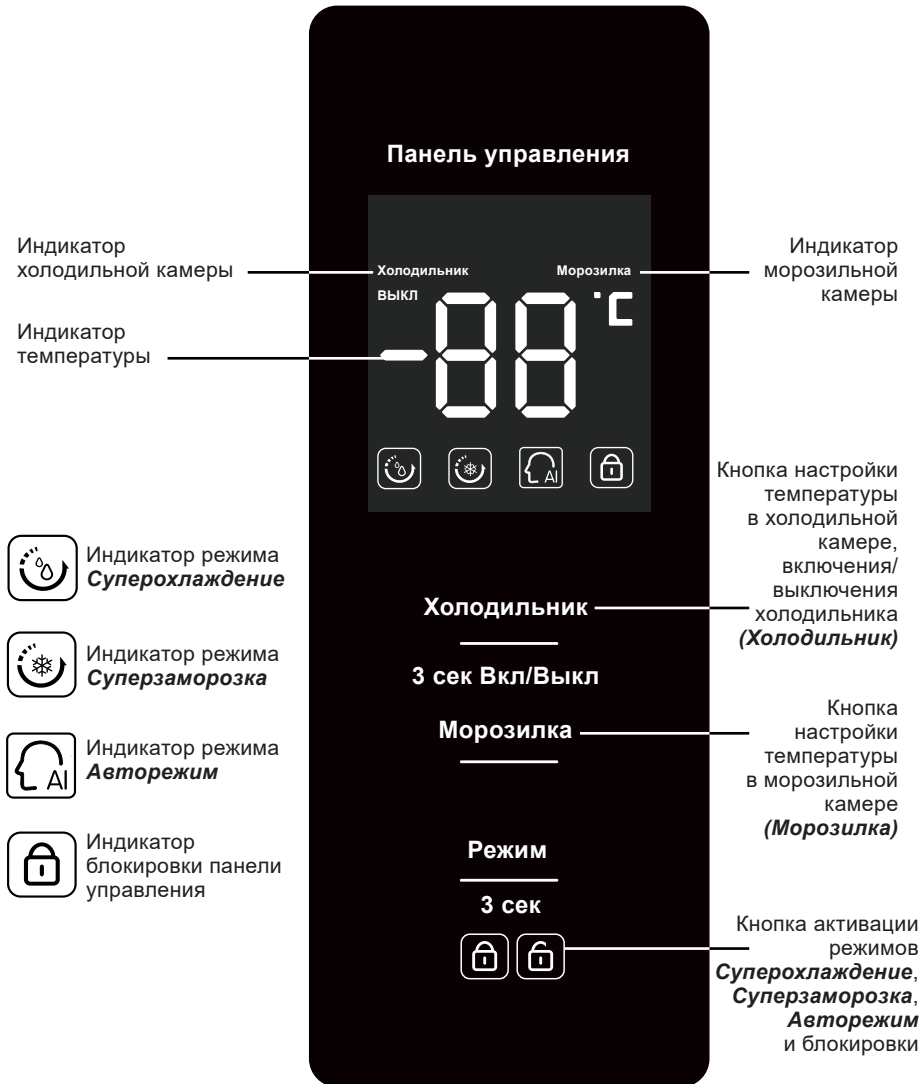 Панель управления
Индикатор
холодильной камеры
Индикатор
температуры
Холодильник
Морозилка
ВЫКЛ
-88
°C
AI
Индикатор
морозильной
камеры
Индикатор режима
Суперохлаждение
Индикатор режима
Суперзаморозка
AI
Индикатор режима
Авторежим
Индикатор
блокировки панели
управления
Холодильник
3 сек Вкл/Выкл
Морозилка
Режим
3 сек
Кнопка настройки
температуры
в холодильной
камере,
включения/
выключения
холодильника
(Холодильник)
Кнопка
настройки
температуры
в морозильной
камере
(Морозилка)
Кнопка активации
режимов
Суперохлаждение,
Суперзаморозка,
Авторежим
и блокировки